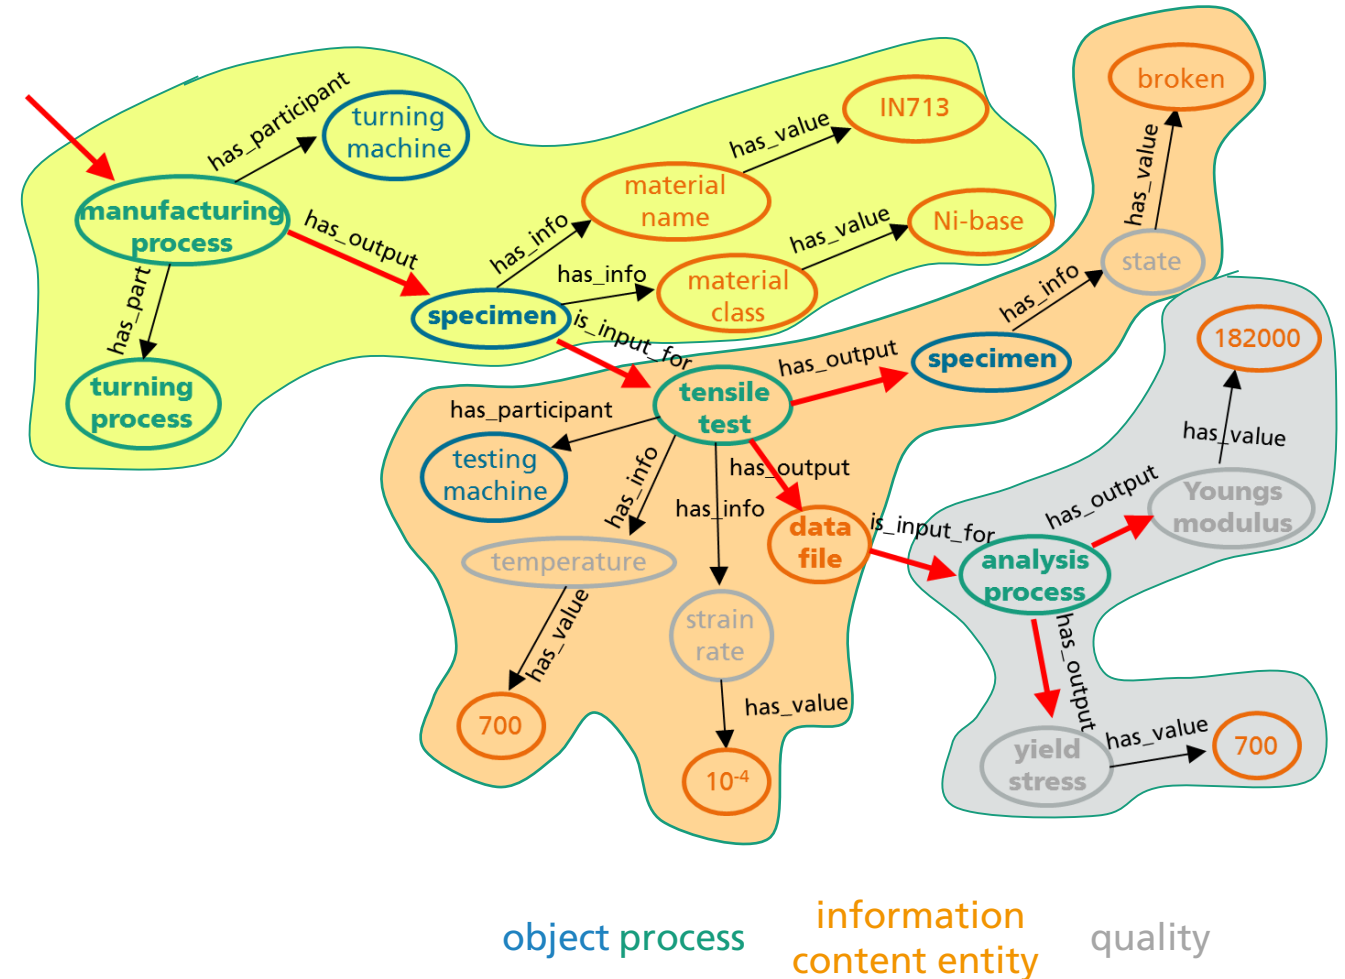 broken
has_value
state
has_info
has_participant
turning
machine
manufacturing
process
has_output
has_part
turning
process
specimen
has_info
material
name
has_value
IN713
has_info
material
class
has_value
Ni-base
is_input_for
tensile
test
has_output
specimen
has_participant
testing
machine
has_info
temperature
has_value
700
has_info
strain
rate
has_value
10-4
has_output
data
file
is_input_for
analysis
process
has_output
Youngs
modulus
has_value
182000
has_output
yield
stress
has_value
700
object process
information
content entity
quality